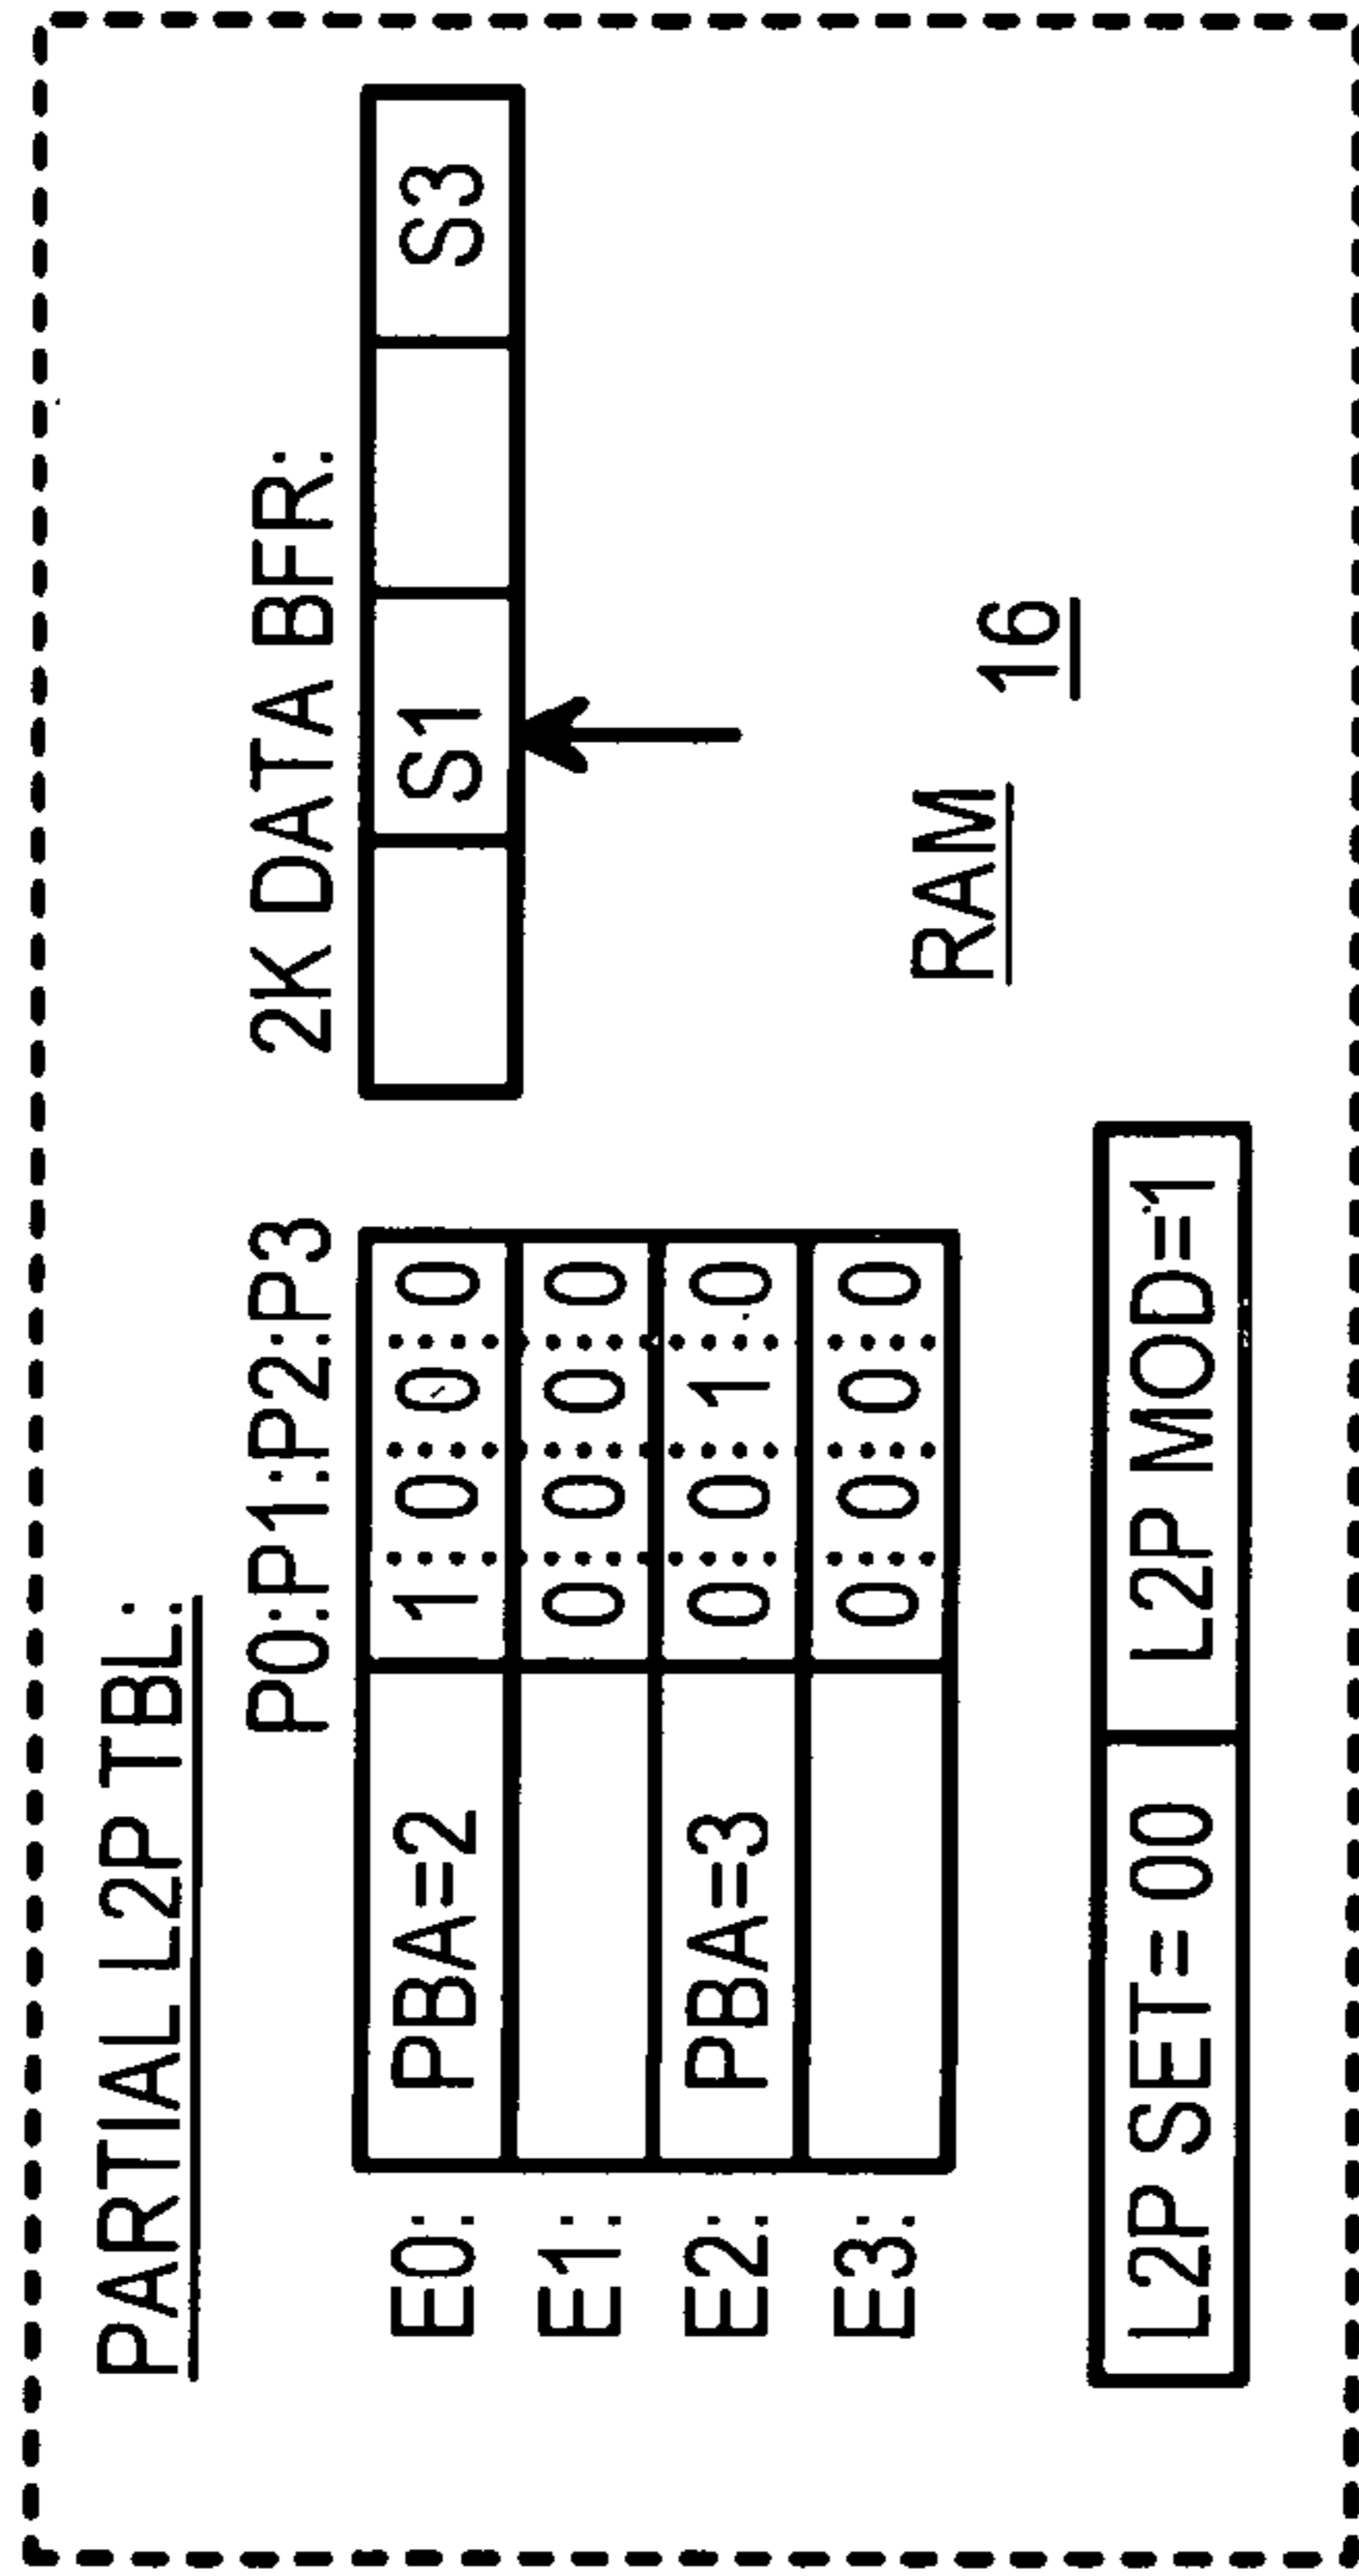 PARTIAL L2P TBL:
P0:P1:P2:P3
E0: PBA=2 1 0 0 0
E1: 0 0 0 0
E2: PBA=3 0 0 1 0
E3: 0 0 0 0
L2P SET=00 L2P MOD=1
2K DATA BFR:
S1 S3
RAM 16